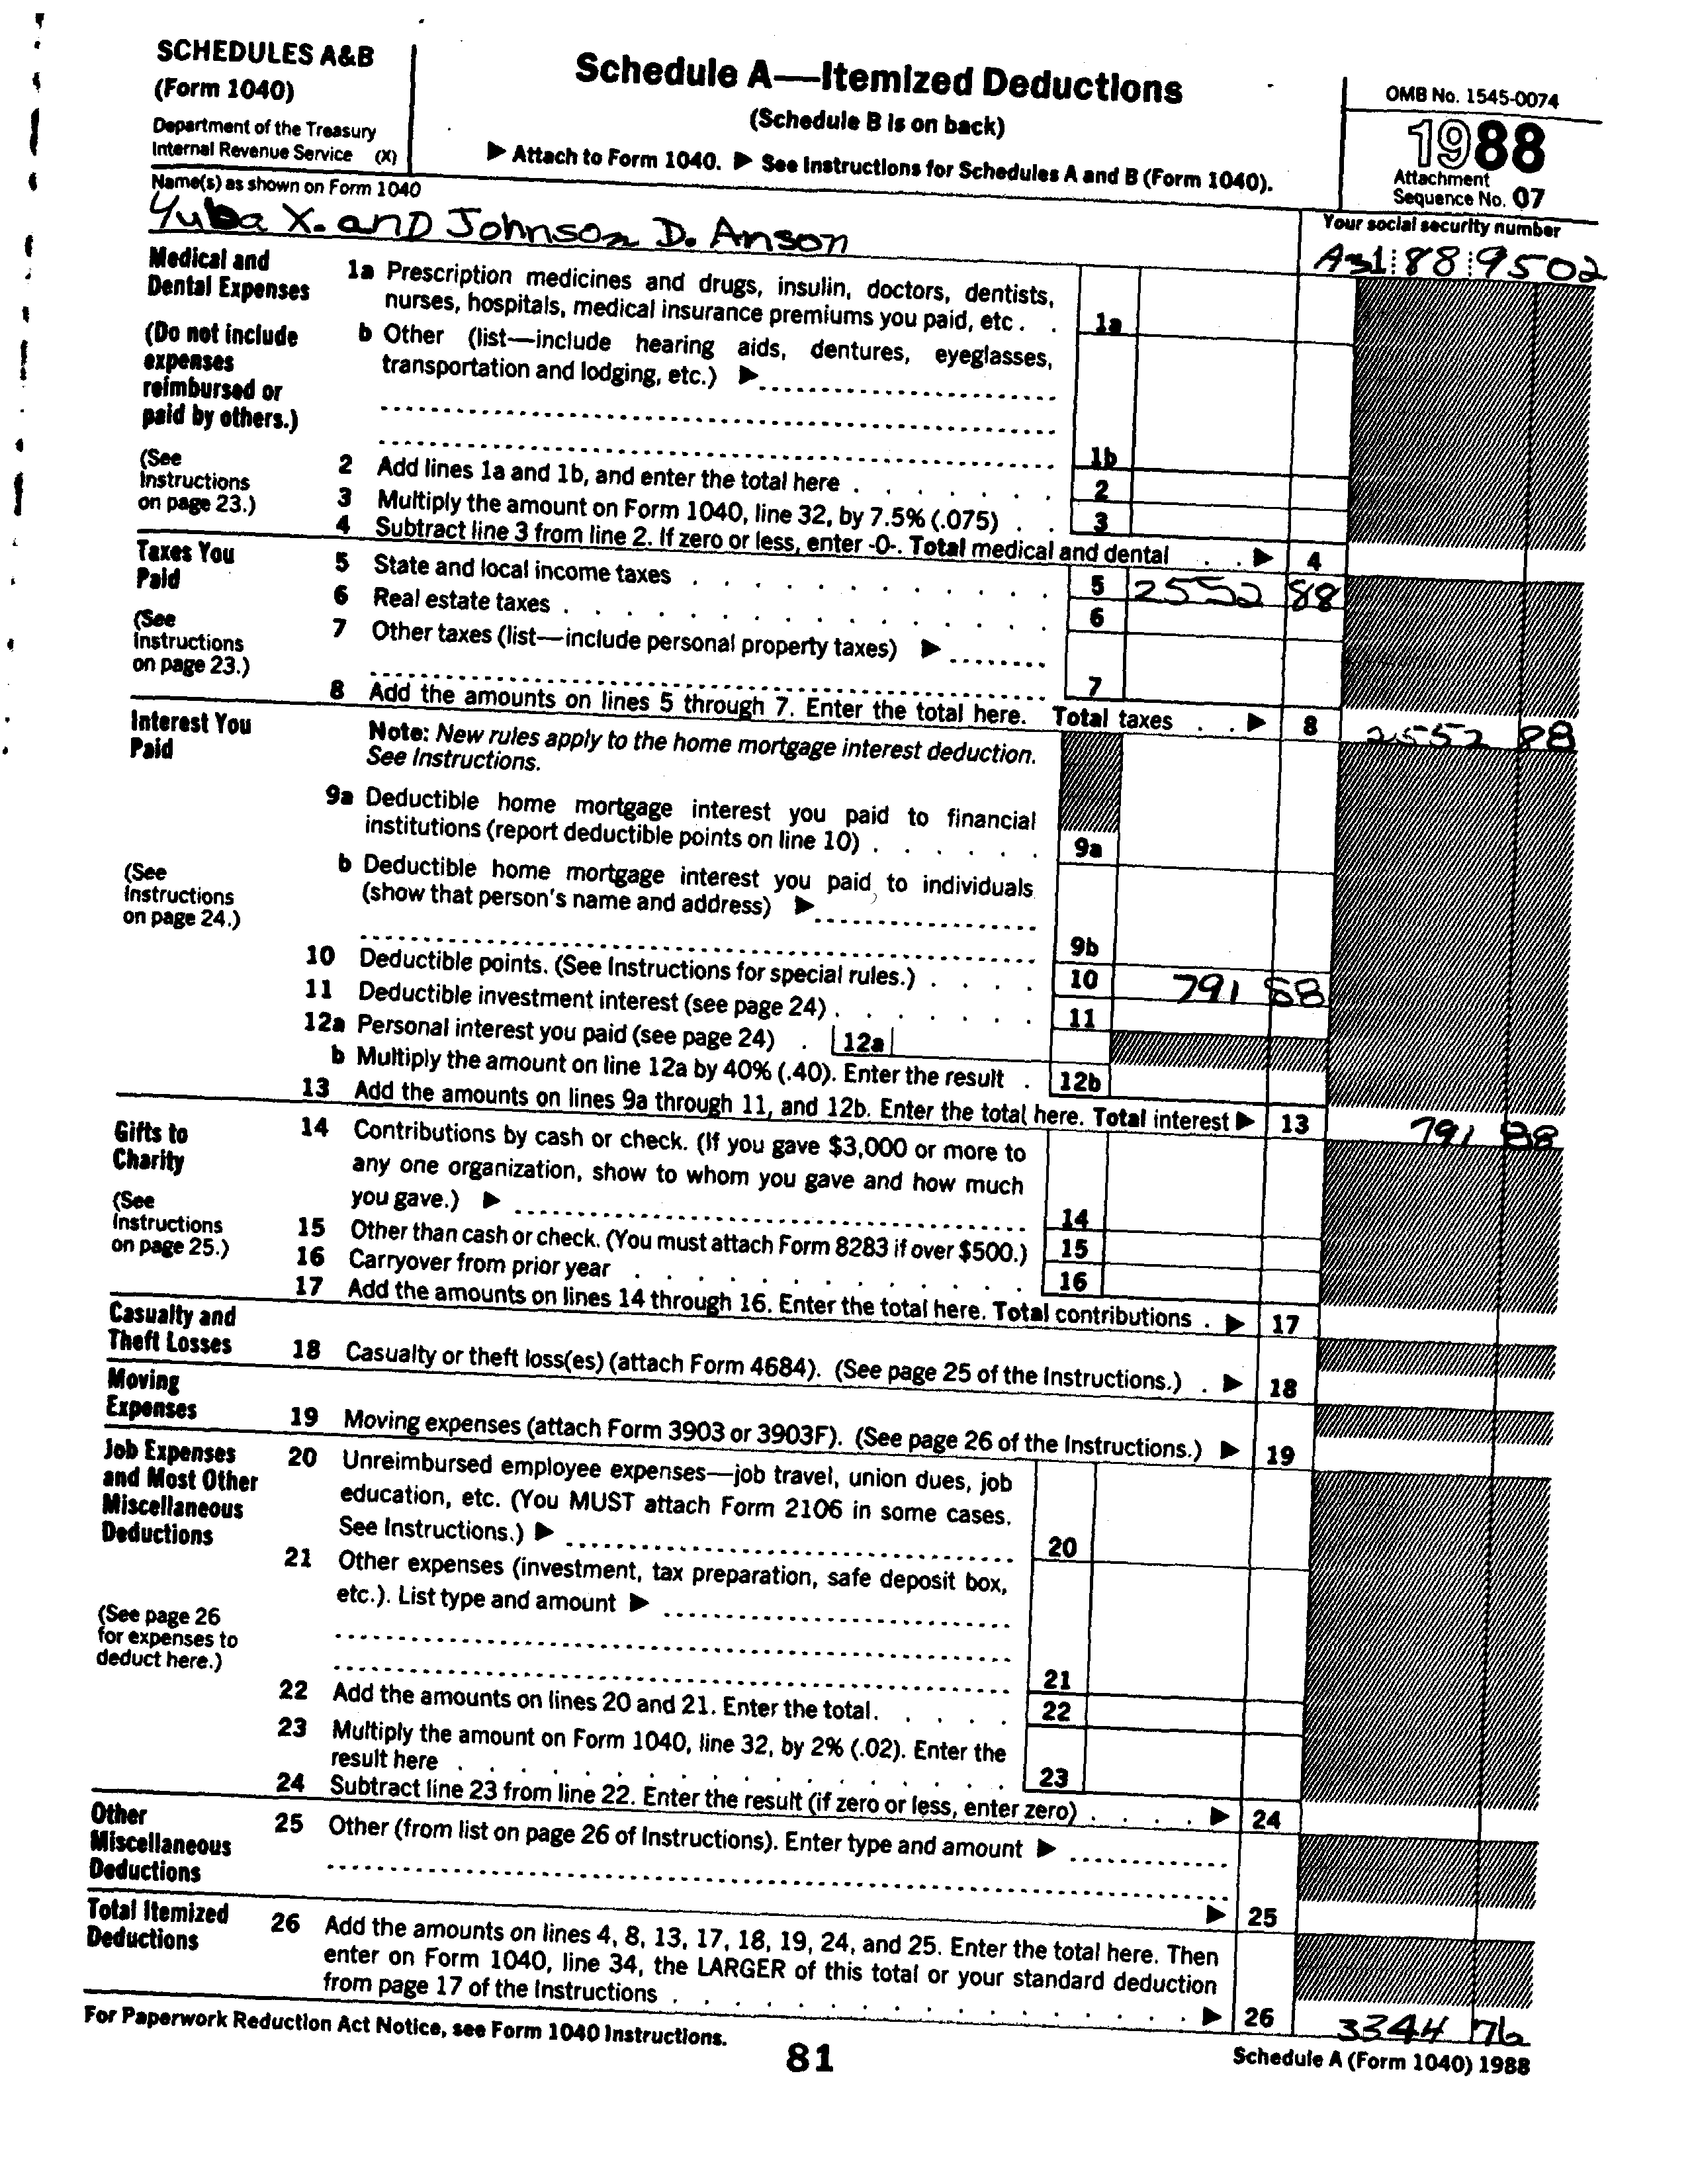 SCHEDULES A&B
(Form 1040)
Department of the Treasury
Internal Revenue Service (X)
Schedule A—Itemized Deductions
(Schedule B is on back)
▶ Attach to Form 1040. ▶ See Instructions for Schedules A and B (Form 1040).
OMB No. 1545-0074
1988
Attachment
Sequence No. 07
Name(s) as shown on Form 1040
Yuba X. and Johnson D. Anson
Your social security number
A31 88 9502
Medical and
Dental Expenses
(Do not include
expenses
reimbursed or
paid by others.)
(See
Instructions
on page 23.)
1a Prescription medicines and drugs, insulin, doctors, dentists,
nurses, hospitals, medical insurance premiums you paid, etc . . 1a
b Other (list—include hearing aids, dentures, eyeglasses,
transportation and lodging, etc.) ▶
1b
2 Add lines 1a and 1b, and enter the total here . . . . . . . 2
3 Multiply the amount on Form 1040, line 32, by 7.5% (.075) . . 3
4 Subtract line 3 from line 2. If zero or less, enter -0-. Total medical and dental . . ▶ 4
Taxes You
Paid
(See
Instructions
on page 23.)
5 State and local income taxes . . . . . . . . . . . 5 2552 88
6 Real estate taxes . . . . . . . . . . . . . . 6
7 Other taxes (list—include personal property taxes) ▶
7
8 Add the amounts on lines 5 through 7. Enter the total here. Total taxes . . ▶ 8 2552 88
Interest You
Paid
(See
Instructions
on page 24.)
Note: New rules apply to the home mortgage interest deduction.
See Instructions.
9a Deductible home mortgage interest you paid to financial
institutions (report deductible points on line 10) . . . . . . 9a
b Deductible home mortgage interest you paid to individuals
(show that person's name and address) ▶
9b
10 Deductible points. (See Instructions for special rules.) . . . . 10 791 88
11 Deductible investment interest (see page 24) . . . . . . . 11
12a Personal interest you paid (see page 24) . 12a
b Multiply the amount on line 12a by 40% (.40). Enter the result . 12b
13 Add the amounts on lines 9a through 11, and 12b. Enter the total here. Total interest ▶ 13 791 88
Gifts to
Charity
(See
Instructions
on page 25.)
14 Contributions by cash or check. (If you gave $3,000 or more to
any one organization, show to whom you gave and how much
you gave.) ▶
14
15 Other than cash or check. (You must attach Form 8283 if over $500.) 15
16 Carryover from prior year . . . . . . . . . . . . 16
17 Add the amounts on lines 14 through 16. Enter the total here. Total contributions . ▶ 17
Casualty and
Theft Losses
18 Casualty or theft loss(es) (attach Form 4684). (See page 25 of the Instructions.) . ▶ 18
Moving
Expenses
19 Moving expenses (attach Form 3903 or 3903F). (See page 26 of the Instructions.) ▶ 19
Job Expenses
and Most Other
Miscellaneous
Deductions
(See page 26
for expenses to
deduct here.)
20 Unreimbursed employee expenses—job travel, union dues, job
education, etc. (You MUST attach Form 2106 in some cases.
See Instructions.) ▶
20
21 Other expenses (investment, tax preparation, safe deposit box,
etc.). List type and amount ▶
21
22 Add the amounts on lines 20 and 21. Enter the total. . . . . 22
23 Multiply the amount on Form 1040, line 32, by 2% (.02). Enter the
result here . . . . . . . . . . . . . . . . . 23
24 Subtract line 23 from line 22. Enter the result (if zero or less, enter zero) . . . . ▶ 24
Other
Miscellaneous
Deductions
25 Other (from list on page 26 of Instructions). Enter type and amount ▶
▶ 25
Total Itemized
Deductions
26 Add the amounts on lines 4, 8, 13, 17, 18, 19, 24, and 25. Enter the total here. Then
enter on Form 1040, line 34, the LARGER of this total or your standard deduction
from page 17 of the Instructions . . . . . . . . . . . . . . . . ▶ 26 3344 76
For Paperwork Reduction Act Notice, see Form 1040 Instructions.
81
Schedule A (Form 1040) 1988